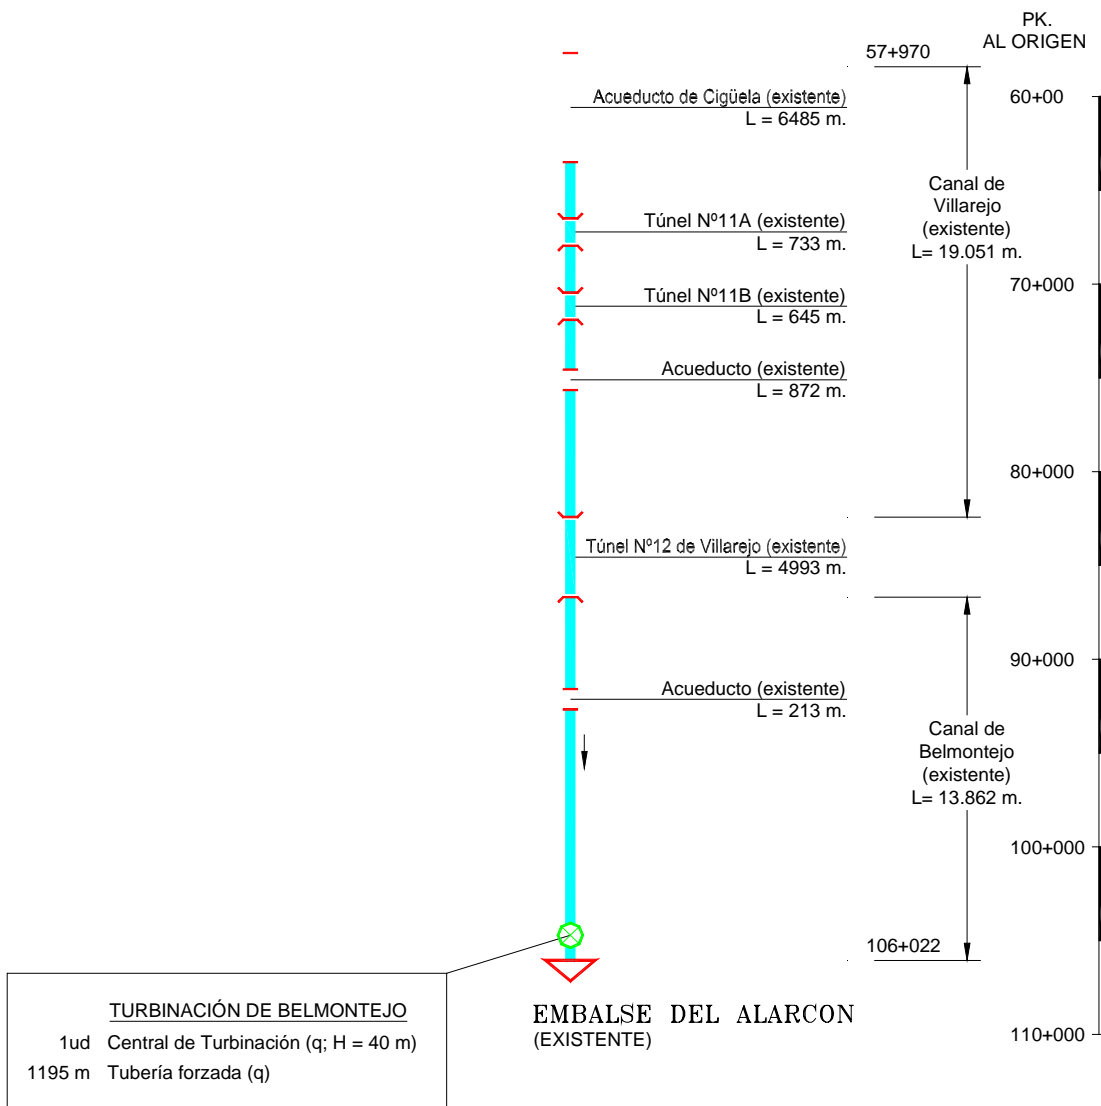 PK.
AL ORIGEN
57+970
60+00
Acueducto de Cigüela (existente)
L = 6485 m.
Canal de
Villarejo
(existente)
L= 19.051 m.
Túnel Nº11A (existente)
L = 733 m.
70+000
Túnel Nº11B (existente)
L = 645 m.
Acueducto (existente)
L = 872 m.
80+000
Túnel Nº12 de Villarejo (existente)
L = 4993 m.
90+000
Acueducto (existente)
L = 213 m.
Canal de
Belmontejo
(existente)
L= 13.862 m.
100+000
106+022
TURBINACIÓN DE BELMONTEJO
1ud Central de Turbinación (q; H = 40 m)
1195 m Tubería forzada (q)
EMBALSE DEL ALARCON
(EXISTENTE)
110+000